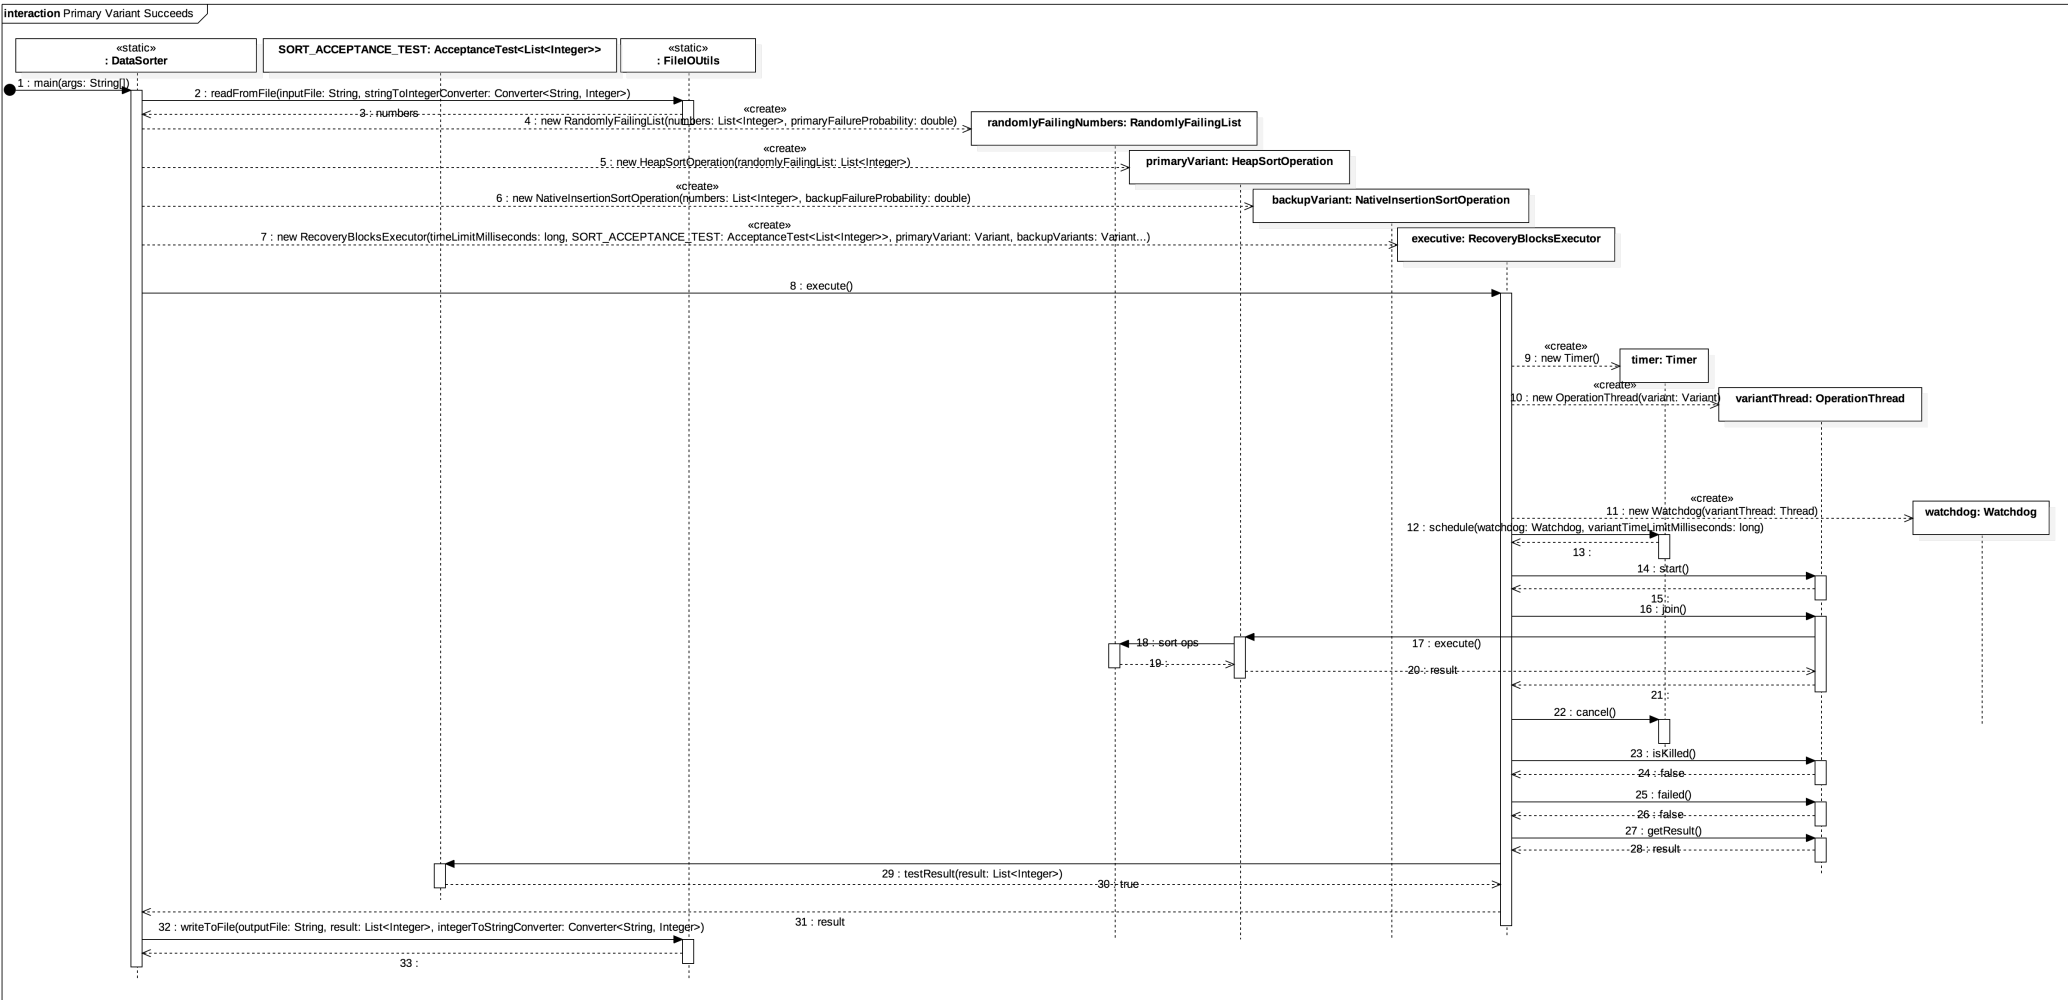 interaction Primary Variant Succeeds
«static»
: DataSorter
SORT_ACCEPTANCE_TEST: AcceptanceTest<List<Integer>>
«static»
: FileIOUtils
1 : main(args: String[])
2 : readFromFile(inputFile: String, stringToIntegerConverter: Converter<String, Integer)
3 : numbers
«create»
4 : new RandomlyFailingList(numbers: List<Integer>, primaryFailureProbability: double)
randomlyFailingNumbers: RandomlyFailingList
«create»
5 : new HeapSortOperation(randomlyFailingList: List<Integer>)
primaryVariant: HeapSortOperation
«create»
6 : new NativeInsertionSortOperation(numbers: List<Integer>, backupFailureProbability: double)
backupVariant: NativeInsertionSortOperation
«create»
7 : new RecoveryBlocksExecutor(timeLimitMilliseconds: long, SORT_ACCEPTANCE_TEST: AcceptanceTest<List<Integer>>, primaryVariant: Variant, backupVariants: Variant...)
executive: RecoveryBlocksExecutor
8 : execute()
«create»
9 : new Timer()
timer: Timer
«create»
10 : new OperationThread(variant: Variant)
variantThread: OperationThread
«create»
11 : new Watchdog(variantThread: Thread)
watchdog: Watchdog
12 : schedule(watchdog: Watchdog, variantTimeLimitMilliseconds: long)
13 :
14 : start()
15 :
16 : join()
17 : execute()
18 : sort ops
19 :
20 : result
21 :
22 : cancel()
23 : isKilled()
24 : false
25 : failed()
26 : false
27 : getResult()
28 : result
29 : testResult(result: List<Integer>)
30 : true
31 : result
32 : writeToFile(outputFile: String, result: List<Integer>, integerToStringConverter: Converter<String, Integer>)
33 :